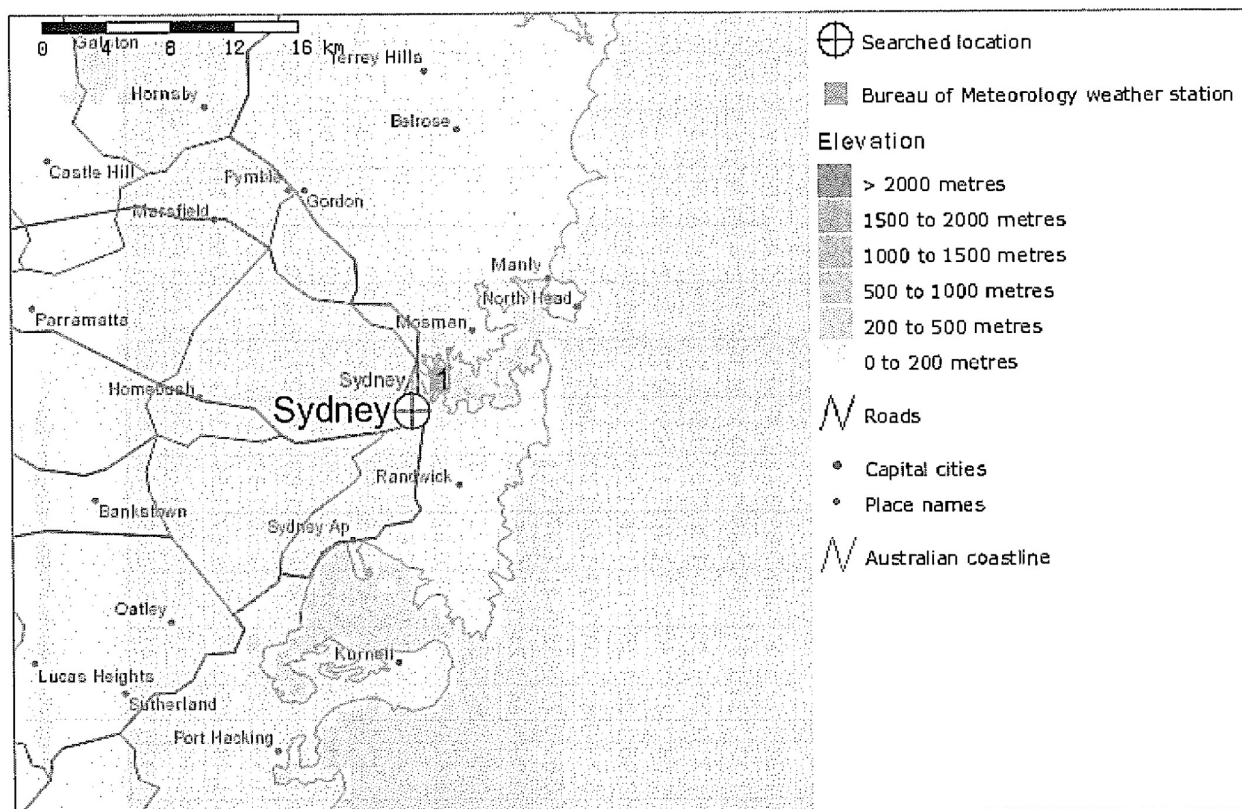 0 4 8 12 16 km
Galston
Terrey Hills
Hornsby
Belrose
Castle Hill
Pymble
Gordon
Marsfield
Manly
North Head
Parramatta
Mosman
Sydney
1
Homebush
Sydney
Randwick
Bankstown
Sydney Ap
Oatley
Kurnell
Lucas Heights
Sutherland
Port Hacking
Searched location
Bureau of Meteorology weather station
Elevation
> 2000 metres
1500 to 2000 metres
1000 to 1500 metres
500 to 1000 metres
200 to 500 metres
0 to 200 metres
Roads
Capital cities
Place names
Australian coastline